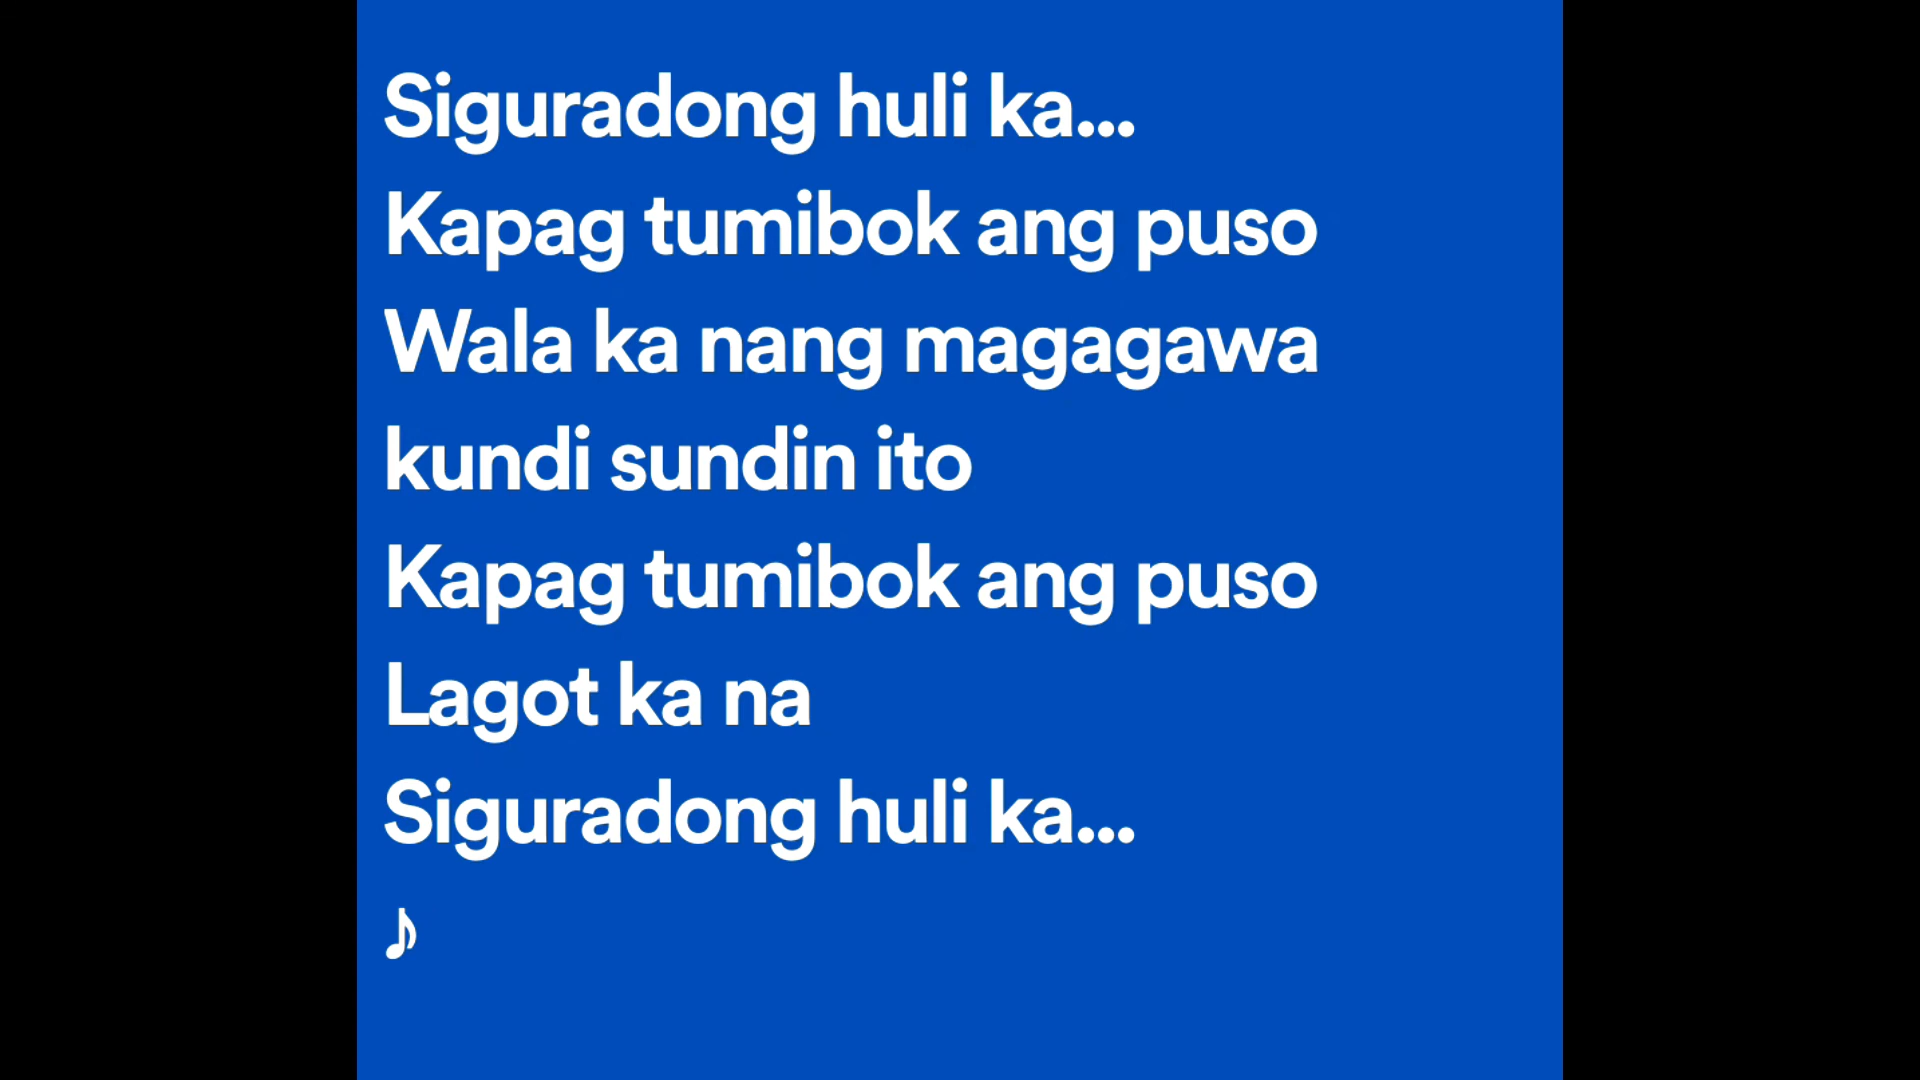 Siguradong huli ka...
Kapag tumibok ang puso
Wala ka nang magagawa
kundi sundin ito
Kapag tumibok ang puso
Lagot ka na
Siguradong huli ka...
♪